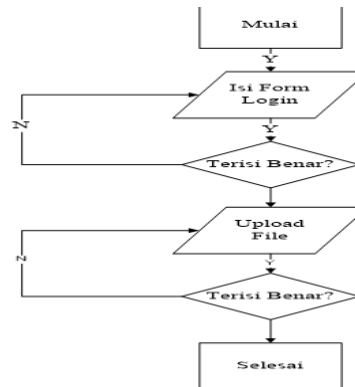 Mulai
Y
Isi Form
Login
Y
Terisi Benar?
Upload
File
Y
N
Terisi Benar?
Selesai